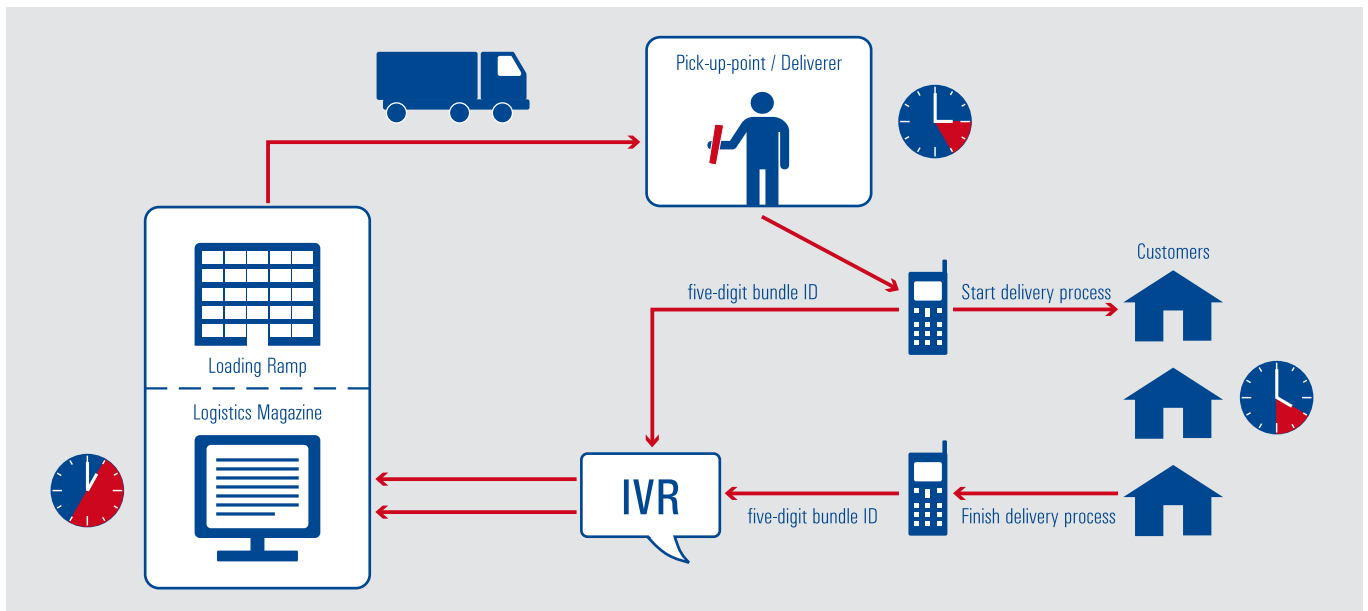 Pick-up-point / Deliverer
Customers
five-digit bundle ID
Start delivery process
Loading Ramp
Logistics Magazine
IVR
five-digit bundle ID
Finish delivery process